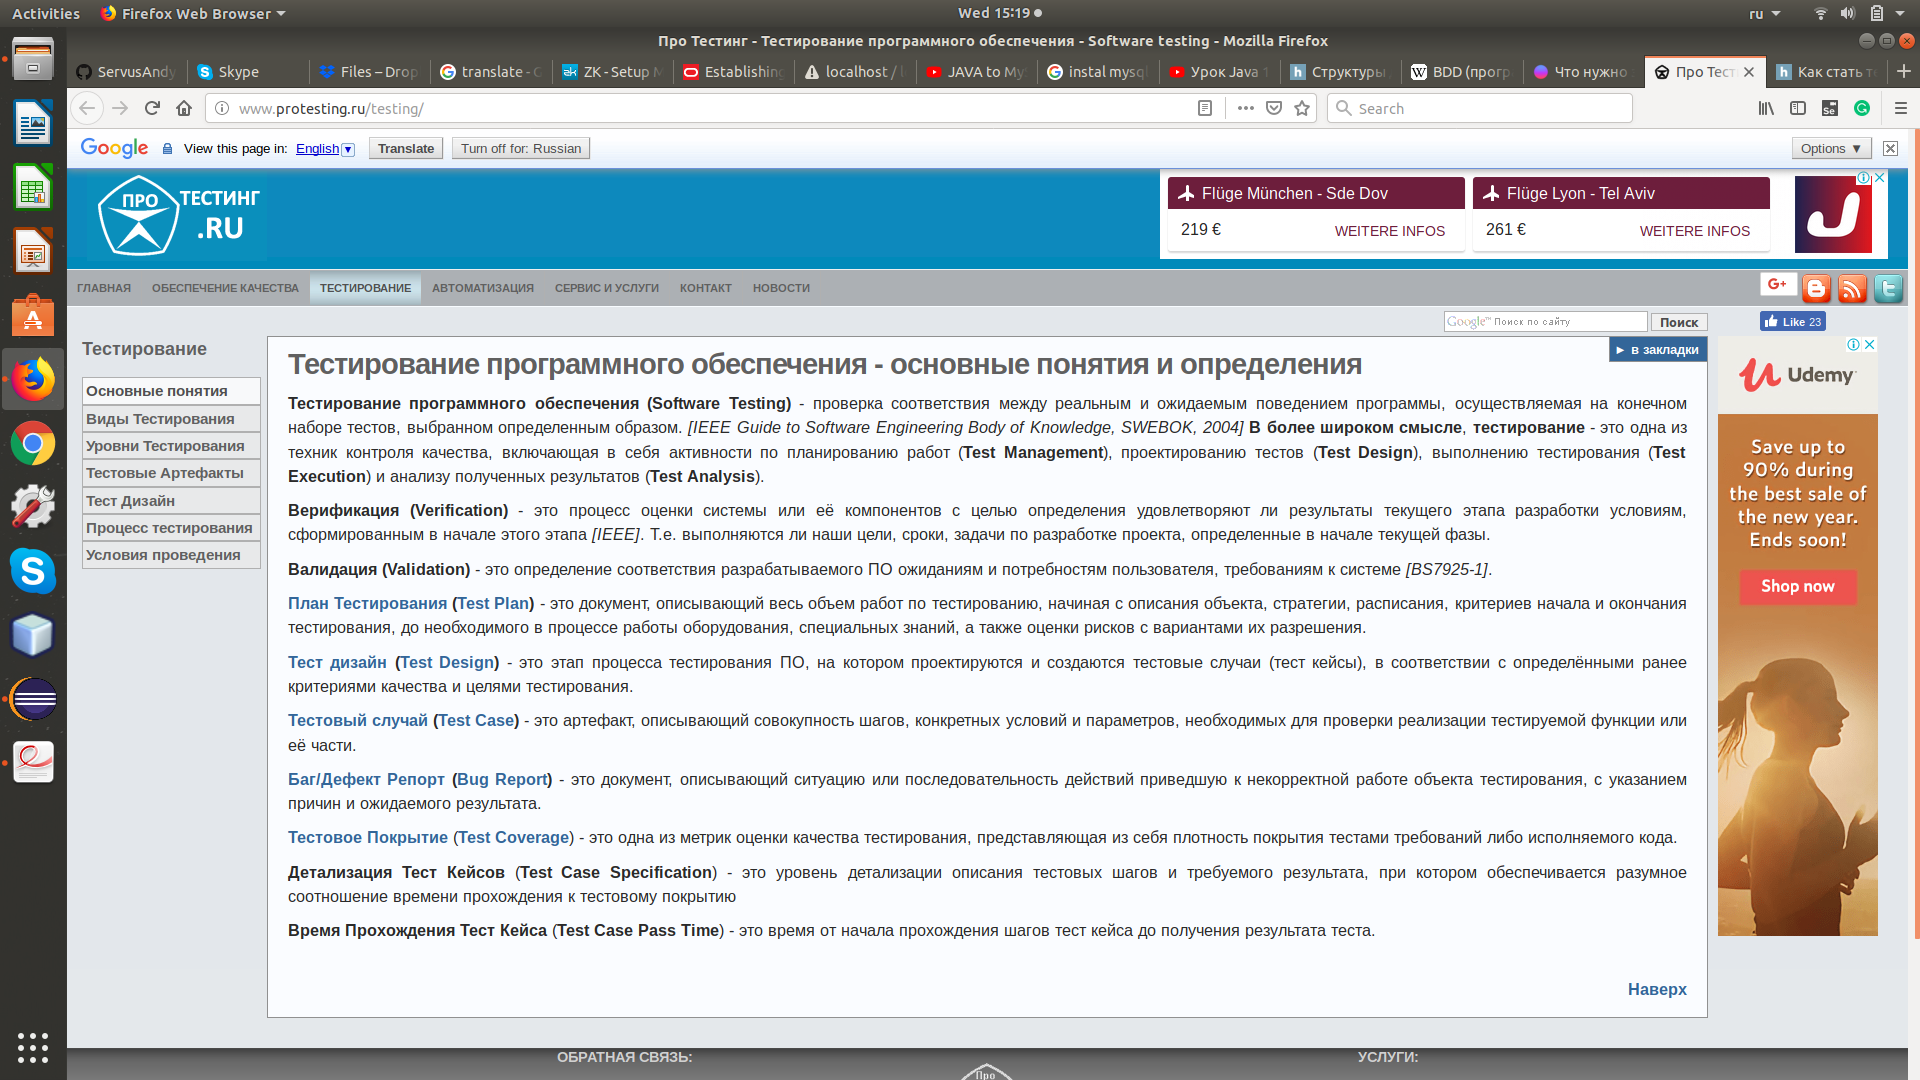 Activities
Firefox Web Browser
Wed 15:19
ru
Про Тестинг - Тестирование программного обеспечения - Software testing - Mozilla Firefox
ServusAndy
Skype
Files – Drop
translate -
ZK - Setup
Establishing
localhost /
JAVA to My
instal mysq
Урок Java
Структуры
BDD (прогр
Что нужно
Про Тест
Как стать т
www.protesting.ru/testing/
Search
Google
View this page in:
English
Translate
Turn off for: Russian
Options ▼
ПРО ТЕСТИНГ
.RU
Flüge München - Sde Dov
219 €
WEITERE INFOS
Flüge Lyon - Tel Aviv
261 €
WEITERE INFOS
J
ГЛАВНАЯ
ОБЕСПЕЧЕНИЕ КАЧЕСТВА
ТЕСТИРОВАНИЕ
АВТОМАТИЗАЦИЯ
СЕРВИС И УСЛУГИ
КОНТАКТ
НОВОСТИ
G+
Google™ Поиск по сайту
Поиск
Like 23
Тестирование
Основные понятия
Виды Тестирования
Уровни Тестирования
Тестовые Артефакты
Тест Дизайн
Процесс тестирования
Условия проведения
► в закладки
Тестирование программного обеспечения - основные понятия и определения
Тестирование программного обеспечения (Software Testing) - проверка соответствия между реальным и ожидаемым поведением программы, осуществляемая на конечном
наборе тестов, выбранном определенным образом. [IEEE Guide to Software Engineering Body of Knowledge, SWEBOK, 2004] В более широком смысле, тестирование - это одна из
техник контроля качества, включающая в себя активности по планированию работ (Test Management), проектированию тестов (Test Design), выполнению тестирования (Test
Execution) и анализу полученных результатов (Test Analysis).
Верификация (Verification) - это процесс оценки системы или её компонентов с целью определения удовлетворяют ли результаты текущего этапа разработки условиям,
сформированным в начале этого этапа [IEEE]. Т.е. выполняются ли наши цели, сроки, задачи по разработке проекта, определенные в начале текущей фазы.
Валидация (Validation) - это определение соответствия разрабатываемого ПО ожиданиям и потребностям пользователя, требованиям к системе [BS7925-1].
План Тестирования (Test Plan) - это документ, описывающий весь объем работ по тестированию, начиная с описания объекта, стратегии, расписания, критериев начала и окончания
тестирования, до необходимого в процессе работы оборудования, специальных знаний, а также оценки рисков с вариантами их разрешения.
Тест дизайн (Test Design) - это этап процесса тестирования ПО, на котором проектируются и создаются тестовые случаи (тест кейсы), в соответствии с определёнными ранее
критериями качества и целями тестирования.
Тестовый случай (Test Case) - это артефакт, описывающий совокупность шагов, конкретных условий и параметров, необходимых для проверки реализации тестируемой функции или
её части.
Баг/Дефект Репорт (Bug Report) - это документ, описывающий ситуацию или последовательность действий приведшую к некорректной работе объекта тестирования, с указанием
причин и ожидаемого результата.
Тестовое Покрытие (Test Coverage) - это одна из метрик оценки качества тестирования, представляющая из себя плотность покрытия тестами требований либо исполняемого кода.
Детализация Тест Кейсов (Test Case Specification) - это уровень детализации описания тестовых шагов и требуемого результата, при котором обеспечивается разумное
соотношение времени прохождения к тестовому покрытию
Время Прохождения Тест Кейса (Test Case Pass Time) - это время от начала прохождения шагов тест кейса до получения результата теста.
Наверх
Udemy
Save up to
90% during
the best sale of
the new year.
Ends soon!
Shop now
ОБРАТНАЯ СВЯЗЬ:
Про
УСЛУГИ: